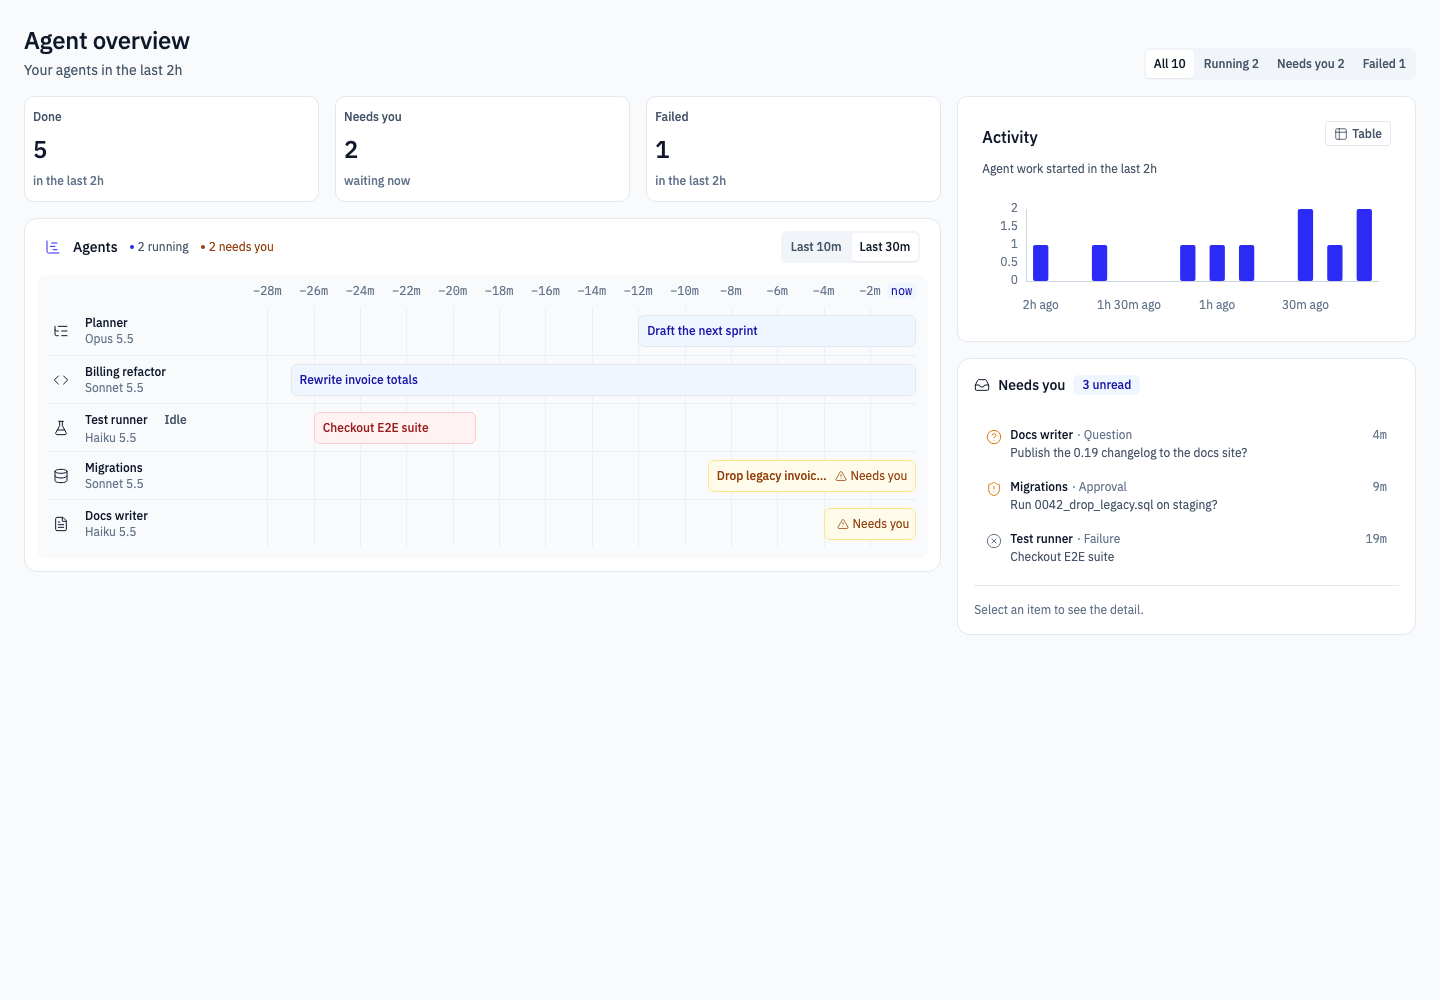 Agent overview
Your agents in the last 2h
All 10 Running 2 Needs you 2 Failed 1
Done
5
in the last 2h
Needs you
2
waiting now
Failed
1
in the last 2h
Agents 2 running 2 needs you
Last 10m Last 30m
−28m −26m −24m −22m −20m −18m −16m −14m −12m −10m −8m −6m −4m −2m now
Planner
Opus 5.5
Draft the next sprint
Billing refactor
Sonnet 5.5
Rewrite invoice totals
Test runner Idle
Haiku 5.5
Checkout E2E suite
Migrations
Sonnet 5.5
Drop legacy invoic... Needs you
Docs writer
Haiku 5.5
Needs you
Activity
Table
Agent work started in the last 2h
2
1.5
1
0.5
0
2h ago 1h 30m ago 1h ago 30m ago
Needs you 3 unread
Docs writer · Question 4m
Publish the 0.19 changelog to the docs site?
Migrations · Approval 9m
Run 0042_drop_legacy.sql on staging?
Test runner · Failure 19m
Checkout E2E suite
Select an item to see the detail.